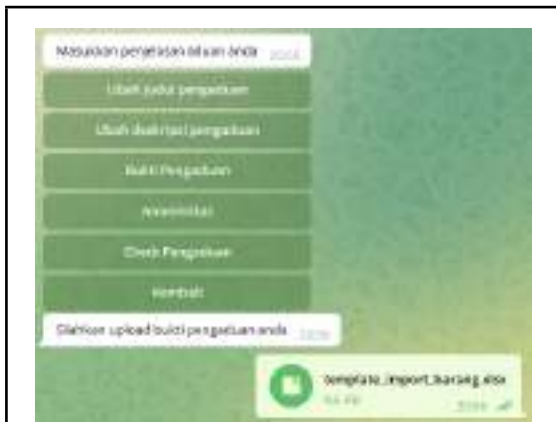 Masukkan penjelasan aduan anda
Ubah judul pengaduan
Ubah deskripsi pengaduan
Bukti Pengaduan
Anonimitas
Check Pengaduan
Kembali
Silahkan upload bukti pengaduan anda
template_import_barang.xlsx